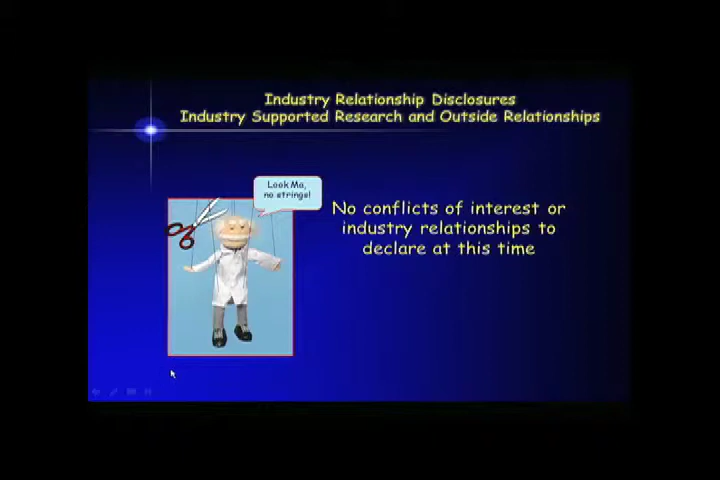 Industry Relationship Disclosures
Industry Supported Research and Outside Relationships
Look Ma,
no strings!
No conflicts of interest or
industry relationships to
declare at this time